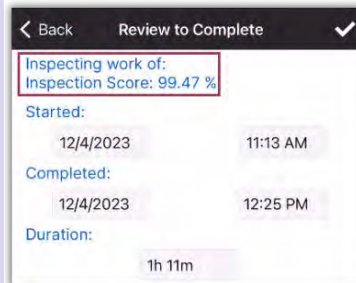 Back Review to Complete
Inspecting work of:
Inspection Score: 99.47 %
Started:
12/4/2023 11:13 AM
Completed:
12/4/2023 12:25 PM
Duration:
1h 11m